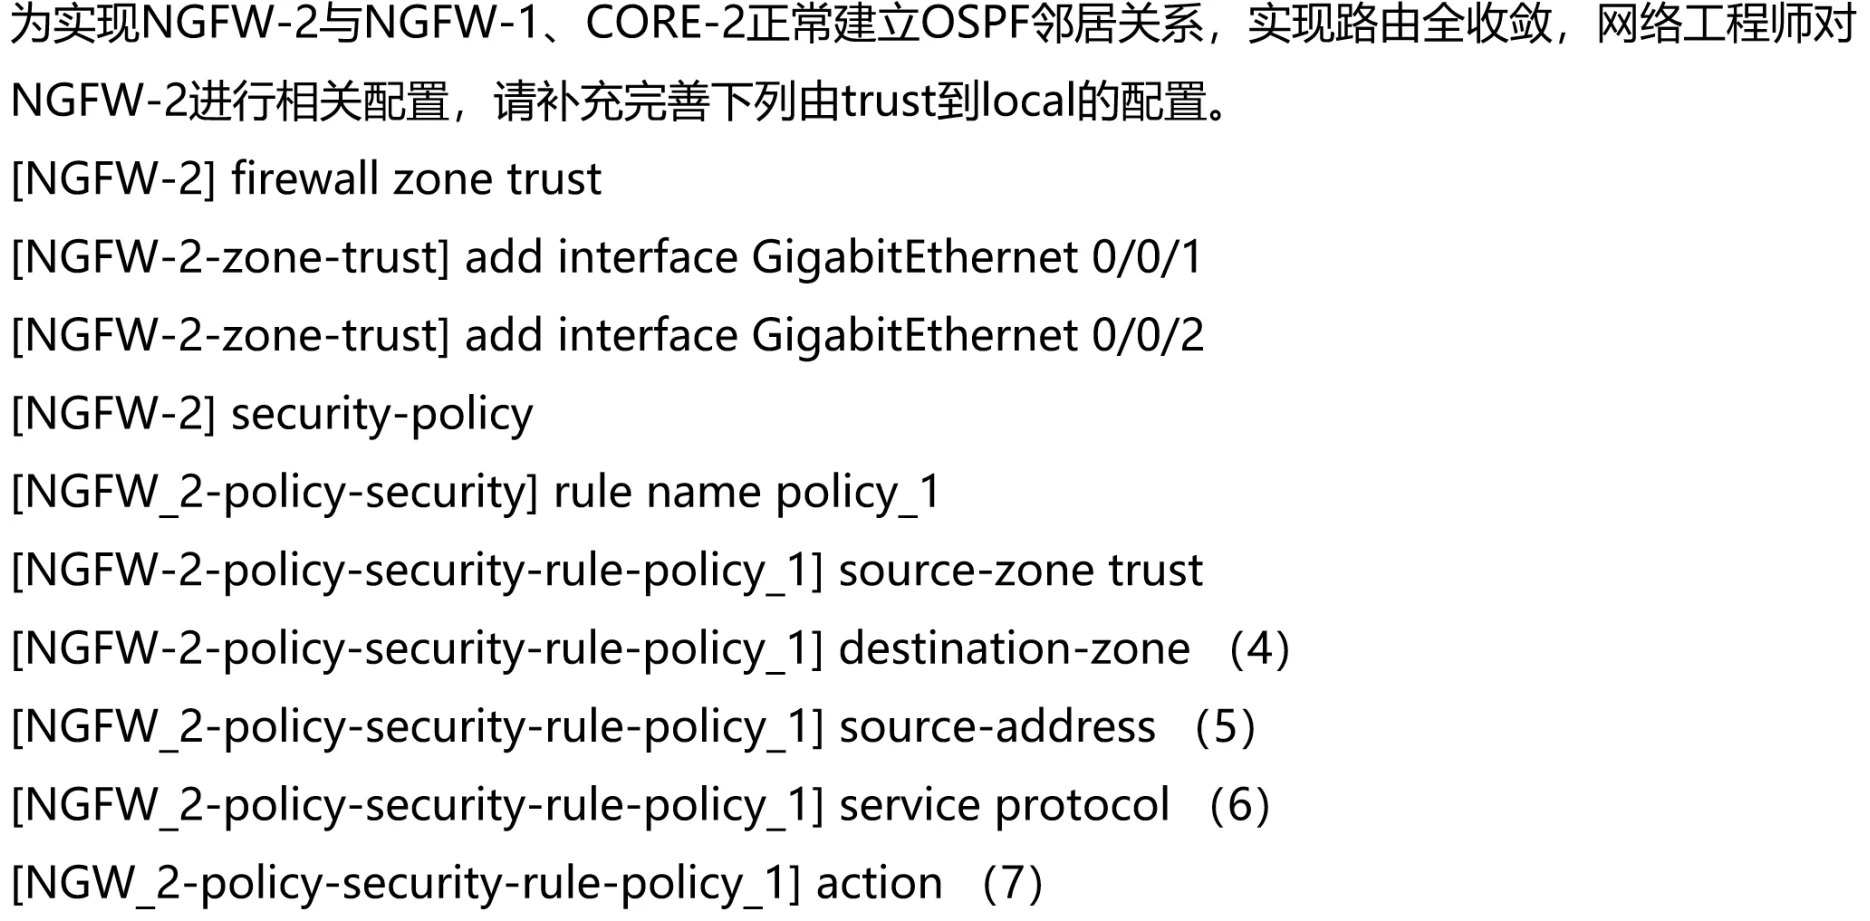 为实现NGFW-2与NGFW-1、CORE-2正常建立OSPF邻居关系，实现路由全收敛，网络工程师对
NGFW-2进行相关配置，请补充完善下列由trust到local的配置。
[NGFW-2] firewall zone trust
[NGFW-2-zone-trust] add interface GigabitEthernet 0/0/1
[NGFW-2-zone-trust] add interface GigabitEthernet 0/0/2
[NGFW-2] security-policy
[NGFW_2-policy-security] rule name policy_1
[NGFW-2-policy-security-rule-policy_1] source-zone trust
[NGFW-2-policy-security-rule-policy_1] destination-zone （4）
[NGFW_2-policy-security-rule-policy_1] source-address （5）
[NGFW_2-policy-security-rule-policy_1] service protocol （6）
[NGW_2-policy-security-rule-policy_1] action （7）